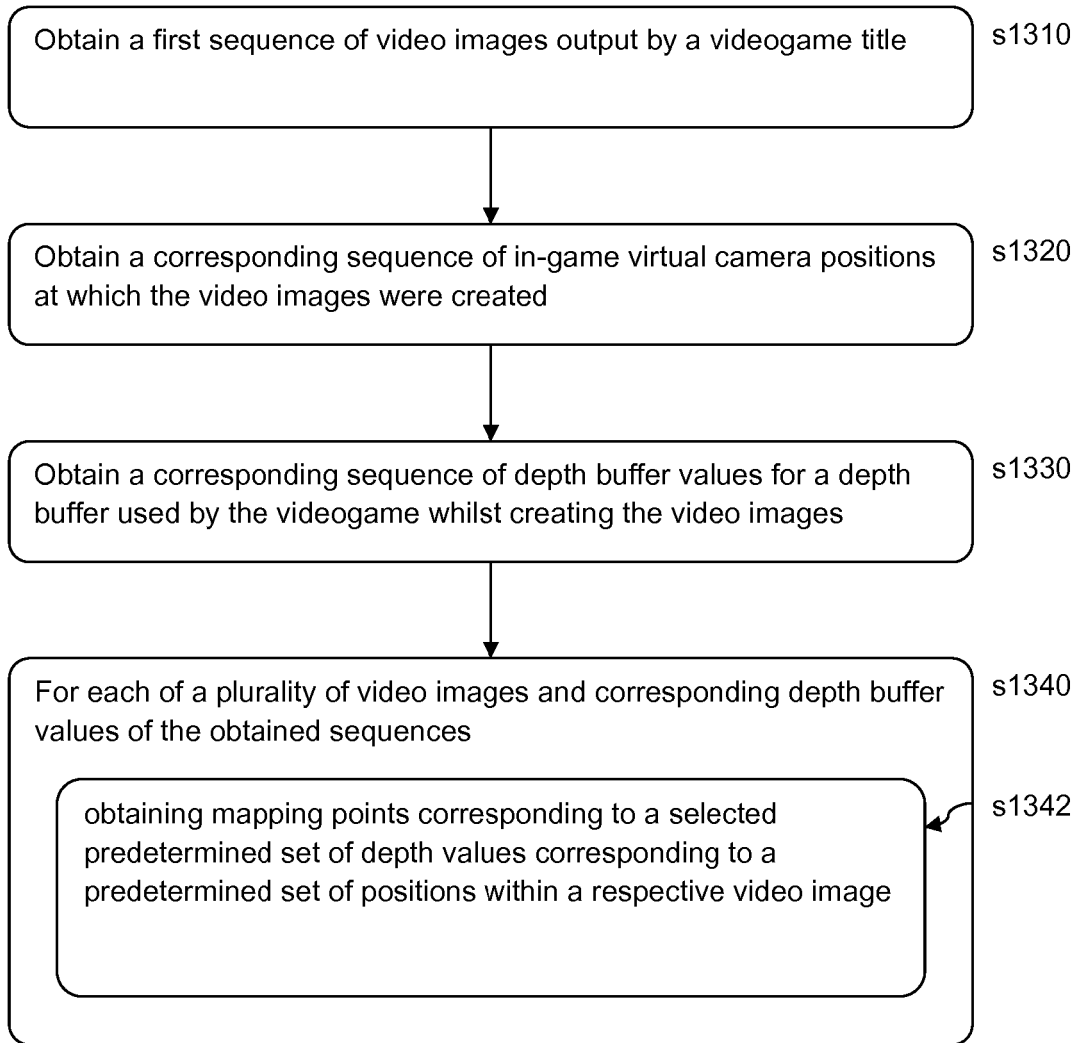 Obtain a first sequence of video images output by a videogame title
s1310
Obtain a corresponding sequence of in-game virtual camera positions
at which the video images were created
s1320
Obtain a corresponding sequence of depth buffer values for a depth
buffer used by the videogame whilst creating the video images
s1330
For each of a plurality of video images and corresponding depth buffer
values of the obtained sequences
s1340
obtaining mapping points corresponding to a selected
predetermined set of depth values corresponding to a
predetermined set of positions within a respective video image
s1342